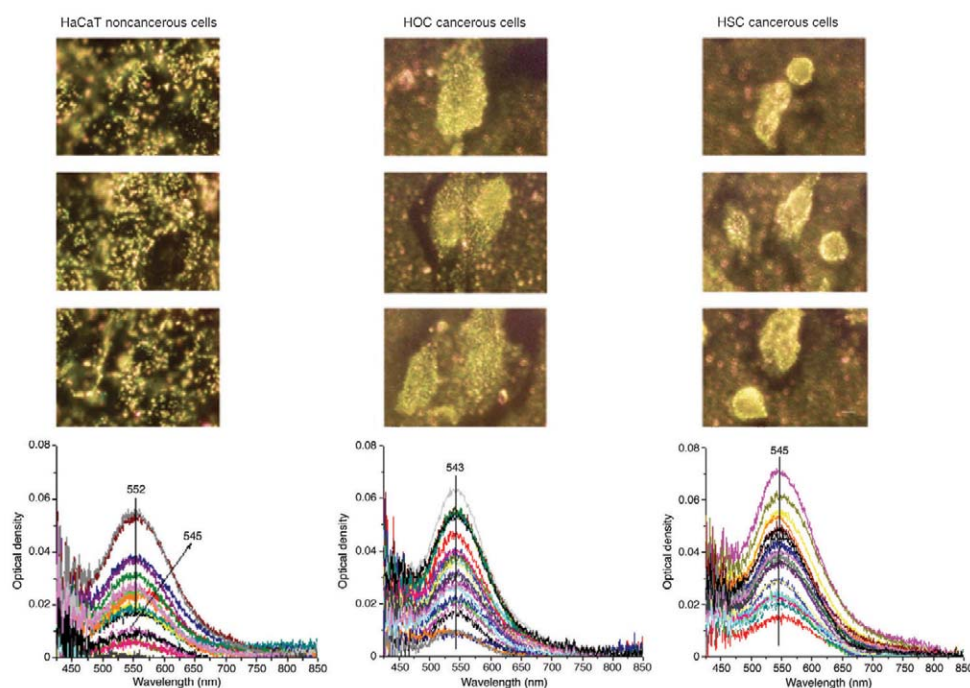 HaCaT noncancerous cells
HOC cancerous cells
HSC cancerous cells
0.08
0.06
0.04
0.02
0
Optical density
552
545
450 500 550 600 650 700 750 800 850
Wavelength (nm)
0.08
0.06
0.04
0.02
0
Optical density
543
450 500 550 600 650 700 750 800 850
Wavelength (nm)
0.08
0.06
0.04
0.02
0
Optical density
545
450 500 550 600 650 700 750 800 850
Wavelength (nm)